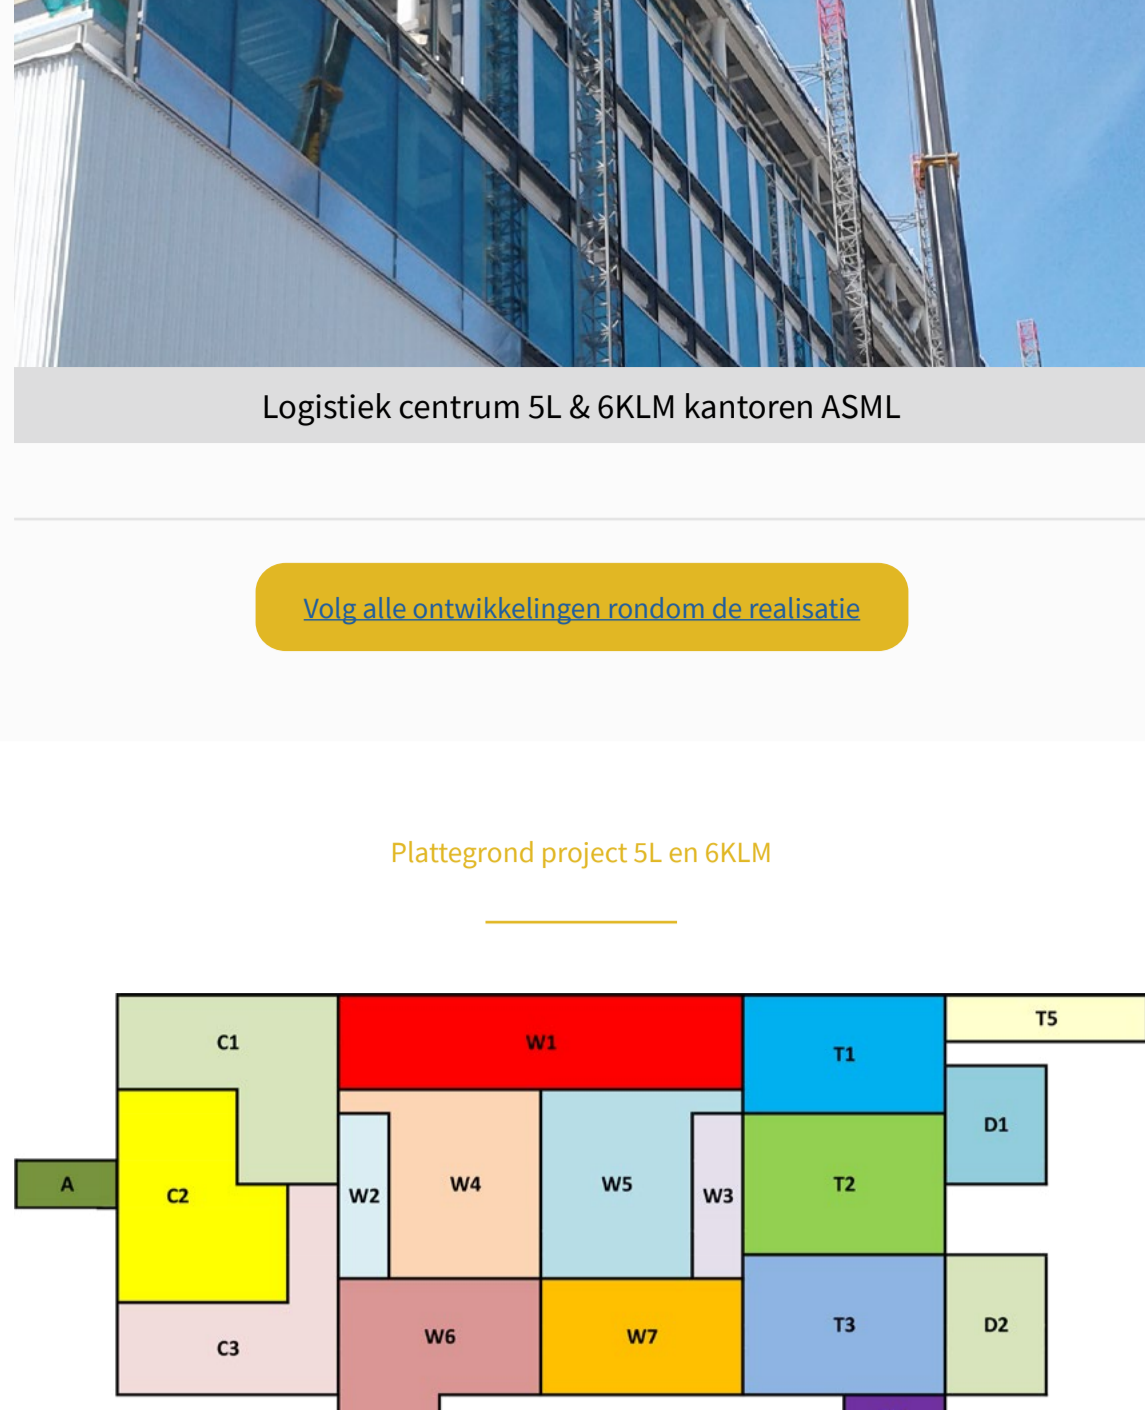 Logistiek centrum 5L & 6KLM kantoren ASML
Volg alle ontwikkelingen rondom de realisatie
Plattegrond project 5L en 6KLM
C1
W1
T1
T5
D1
A
C2
W2
W4
W5
W3
T2
C3
W6
W7
T3
D2